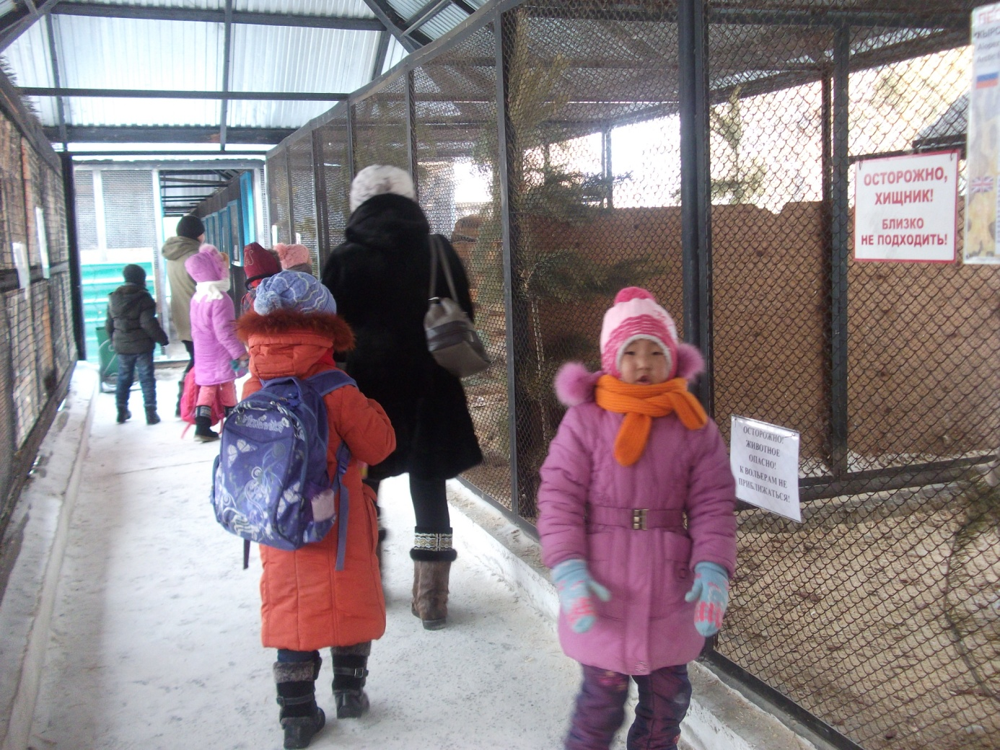 ОСТОРОЖНО,
ХИЩНИК!
БЛИЗКО
НЕ ПОДХОДИТЬ!
ОСТОРОЖНО!
ЖИВОТНОЕ
ОПАСНО!
К ВОЛЬЕРАМ НЕ
ПРИБЛИЖАТЬСЯ!